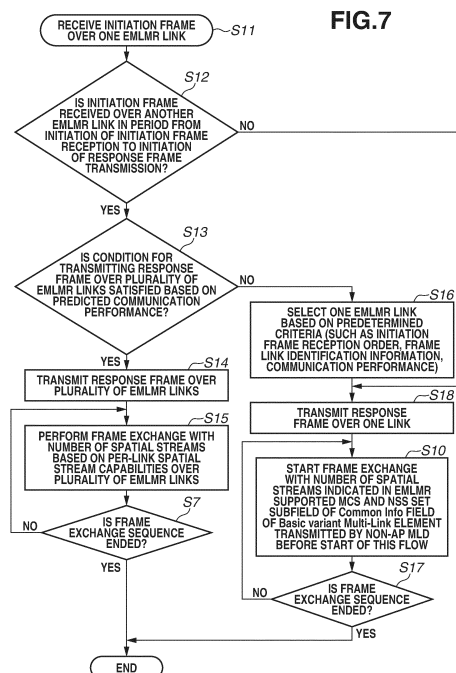 FIG.7
RECEIVE INITIATION FRAME
OVER ONE EMLMR LINK
S11
S12
IS INITIATION FRAME
RECEIVED OVER ANOTHER
EMLMR LINK IN PERIOD FROM
INITIATION OF INITIATION FRAME
RECEPTION TO INITIATION
OF RESPONSE FRAME
TRANSMISSION?
NO
YES
S13
IS CONDITION FOR
TRANSMITTING RESPONSE
FRAME OVER PLURALITY OF
EMLMR LINKS SATISFIED BASED ON
PREDICTED COMMUNICATION
PERFORMANCE?
NO
YES
S14
TRANSMIT RESPONSE FRAME OVER
PLURALITY OF EMLMR LINKS
S15
PERFORM FRAME EXCHANGE WITH
NUMBER OF SPATIAL STREAMS
BASED ON PER-LINK SPATIAL
STREAM CAPABILITIES OVER
PLURALITY OF EMLMR LINKS
S7
IS FRAME
EXCHANGE SEQUENCE
ENDED?
NO
YES
S16
SELECT ONE EMLMR LINK
BASED ON PREDETERMINED
CRITERIA (SUCH AS INITIATION
FRAME RECEPTION ORDER, FRAME
LINK IDENTIFICATION INFORMATION,
COMMUNICATION PERFORMANCE)
S18
TRANSMIT RESPONSE
FRAME OVER ONE LINK
S10
START FRAME EXCHANGE
WITH NUMBER OF SPATIAL
STREAMS INDICATED IN EMLMR
SUPPORTED MCS AND NSS SET
SUBFIELD OF Common Info FIELD
OF Basic variant Multi-Link ELEMENT
TRANSMITTED BY NON-AP MLD
BEFORE START OF THIS FLOW
S17
IS FRAME
EXCHANGE SEQUENCE
ENDED?
NO
YES
END